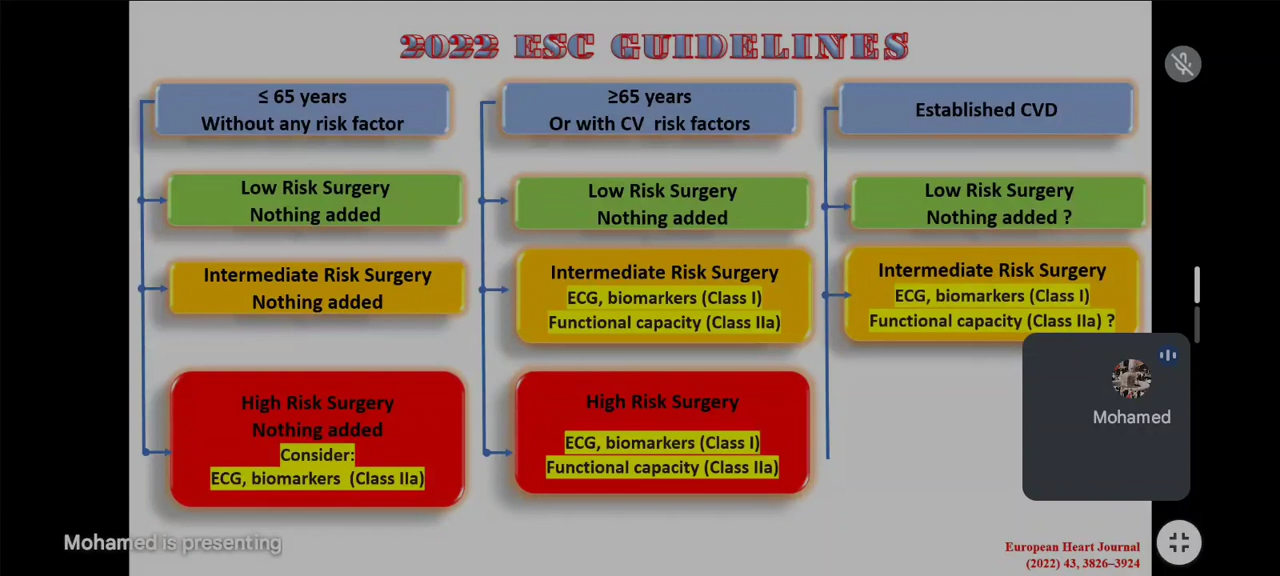 2022 ESC GUIDELINES
≤ 65 years
Without any risk factor
Low Risk Surgery
Nothing added
Intermediate Risk Surgery
Nothing added
High Risk Surgery
Nothing added
Consider:
ECG, biomarkers (Class IIa)
≥65 years
Or with CV risk factors
Low Risk Surgery
Nothing added
Intermediate Risk Surgery
ECG, biomarkers (Class I)
Functional capacity (Class IIa)
High Risk Surgery
ECG, biomarkers (Class I)
Functional capacity (Class IIa)
Established CVD
Low Risk Surgery
Nothing added ?
Intermediate Risk Surgery
ECG, biomarkers (Class I)
Functional capacity (Class IIa) ?
Mohamed
Mohamed is presenting
European Heart Journal
(2022) 43, 3826–3924